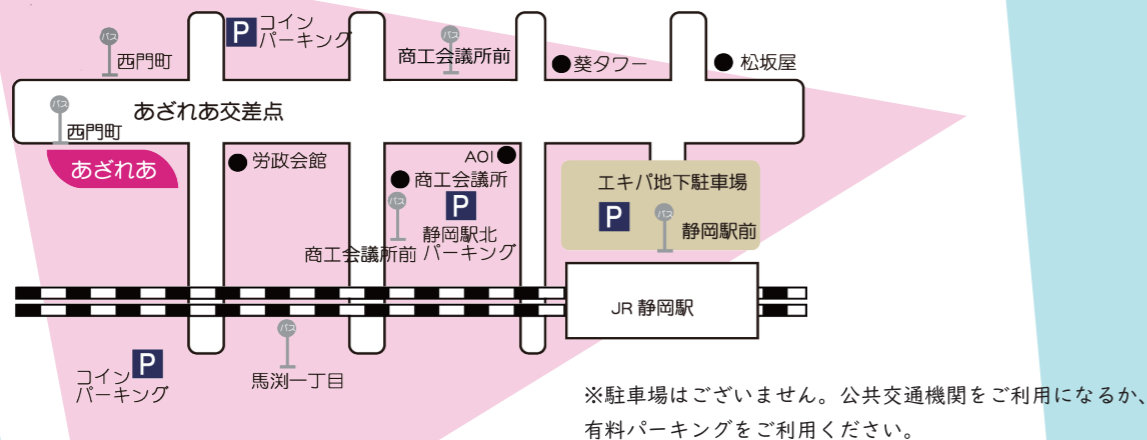 コイン
パーキング
P
バス
西門町
バス
商工会議所前
葵タワー
松坂屋
あざれあ交差点
バス
西門町
あざれあ
労政会館
AOI
商工会議所
バス
商工会議所前
P
静岡駅北
パーキング
エキパ地下駐車場
P
バス
静岡駅前
JR 静岡駅
バス
馬渕一丁目
P
コイン
パーキング
※駐車場はございません。公共交通機関をご利用になるか、
有料パーキングをご利用ください。